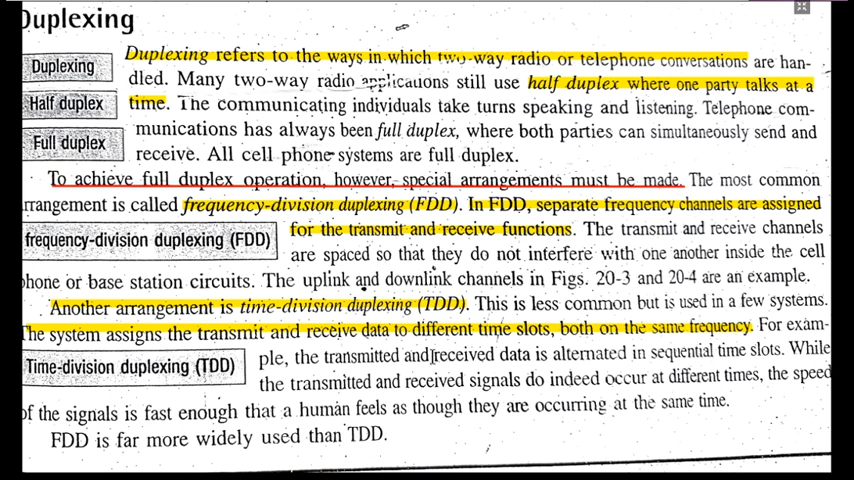 Duplexing
Duplexing refers to the ways in which two-way radio or telephone conversations are han-
Duplexing
dled. Many two-way radio applications still use half duplex where one party talks at a
Half duplex
time. The communicating individuals take turns speaking and listening. Telephone com-
Full duplex
munications has always been full duplex, where both parties can simultaneously send and
receive. All cell phone systems are full duplex.
To achieve full duplex operation, however, special arrangements must be made. The most common
rrangement is called frequency-division duplexing (FDD). In FDD, separate frequency channels are assigned
frequency-division duplexing (FDD)
for the transmit and receive functions. The transmit and receive channels
are spaced so that they do not interfere with one another inside the cell
phone or base station circuits. The uplink and downlink channels in Figs. 20-3 and 20-4 are an example.
Another arrangement is time-division duplexing (TDD). This is less common but is used in a few systems.
The system assigns the transmit and receive data to different time slots, both on the same frequency. For exam-
Time-division duplexing (TDD)
ple, the transmitted and received data is alternated in sequential time slots. While
the transmitted and received signals do indeed occur at different times, the speed
of the signals is fast enough that a human feels as though they are occurring at the same time.
FDD is far more widely used than TDD.